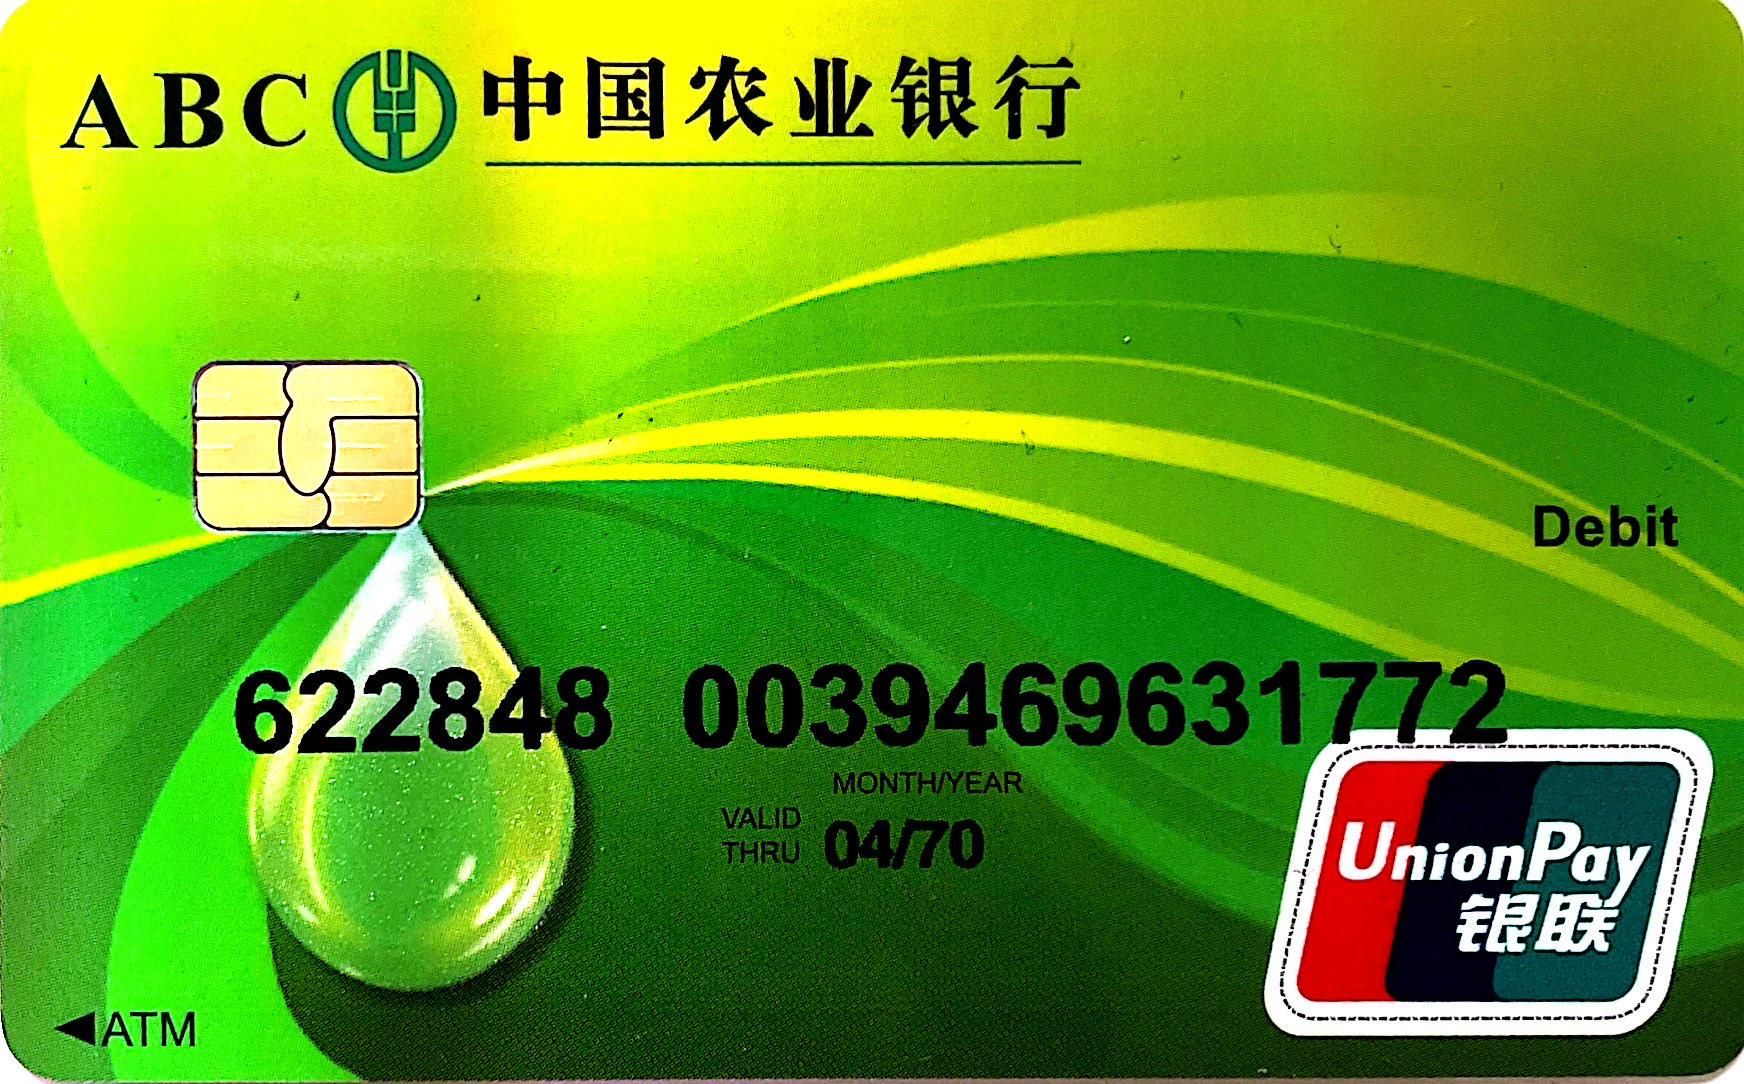 ABC 中国农业银行
Debit
622848 0039469631772
MONTH/YEAR
VALID THRU 04/70
UnionPay
银联
◀ATM